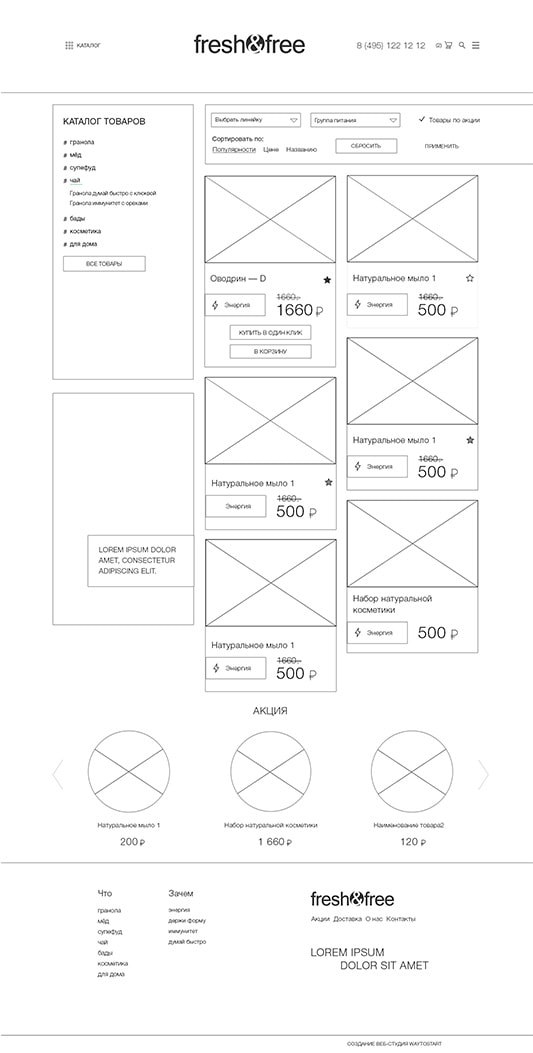 КАТАЛОГ
fresh&free
8 (495) 122 12 12
КАТАЛОГ ТОВАРОВ
# гранола
# мёд
# суперфуд
# чай
Гранола думай быстро с клюквой
Гранола иммунитет с орехами
# бады
# косметика
# для дома
ВСЕ ТОВАРЫ
LOREM IPSUM DOLOR
AMET, CONSECTETUR
ADIPISCING ELIT.
Выбрать линейку
Группа питания
Товары по акции
Сортировать по:
Популярности Цене Названию
СБРОСИТЬ
ПРИМЕНИТЬ
Оводрин — D
Энергия
1660.-
1660 ₽
КУПИТЬ В ОДИН КЛИК
В КОРЗИНУ
Натуральное мыло 1
Энергия
1660.-
500 ₽
Натуральное мыло 1
Энергия
1660.-
500 ₽
Натуральное мыло 1
Энергия
1660.-
500 ₽
Натуральное мыло 1
Энергия
1660.-
500 ₽
Набор натуральной
косметики
Энергия
500 ₽
АКЦИЯ
Натуральное мыло 1
200 ₽
Набор натуральной косметики
1 660 ₽
Наименование товара2
120 ₽
Что
гранола
мёд
суперфуд
чай
бады
косметика
для дома
Зачем
энергия
держи форму
иммунитет
думай быстро
fresh&free
Акции Доставка О нас Контакты
LOREM IPSUM
DOLOR SIT AMET
СОЗДАНИЕ ВЕБ-СТУДИЯ WAYTOSTART